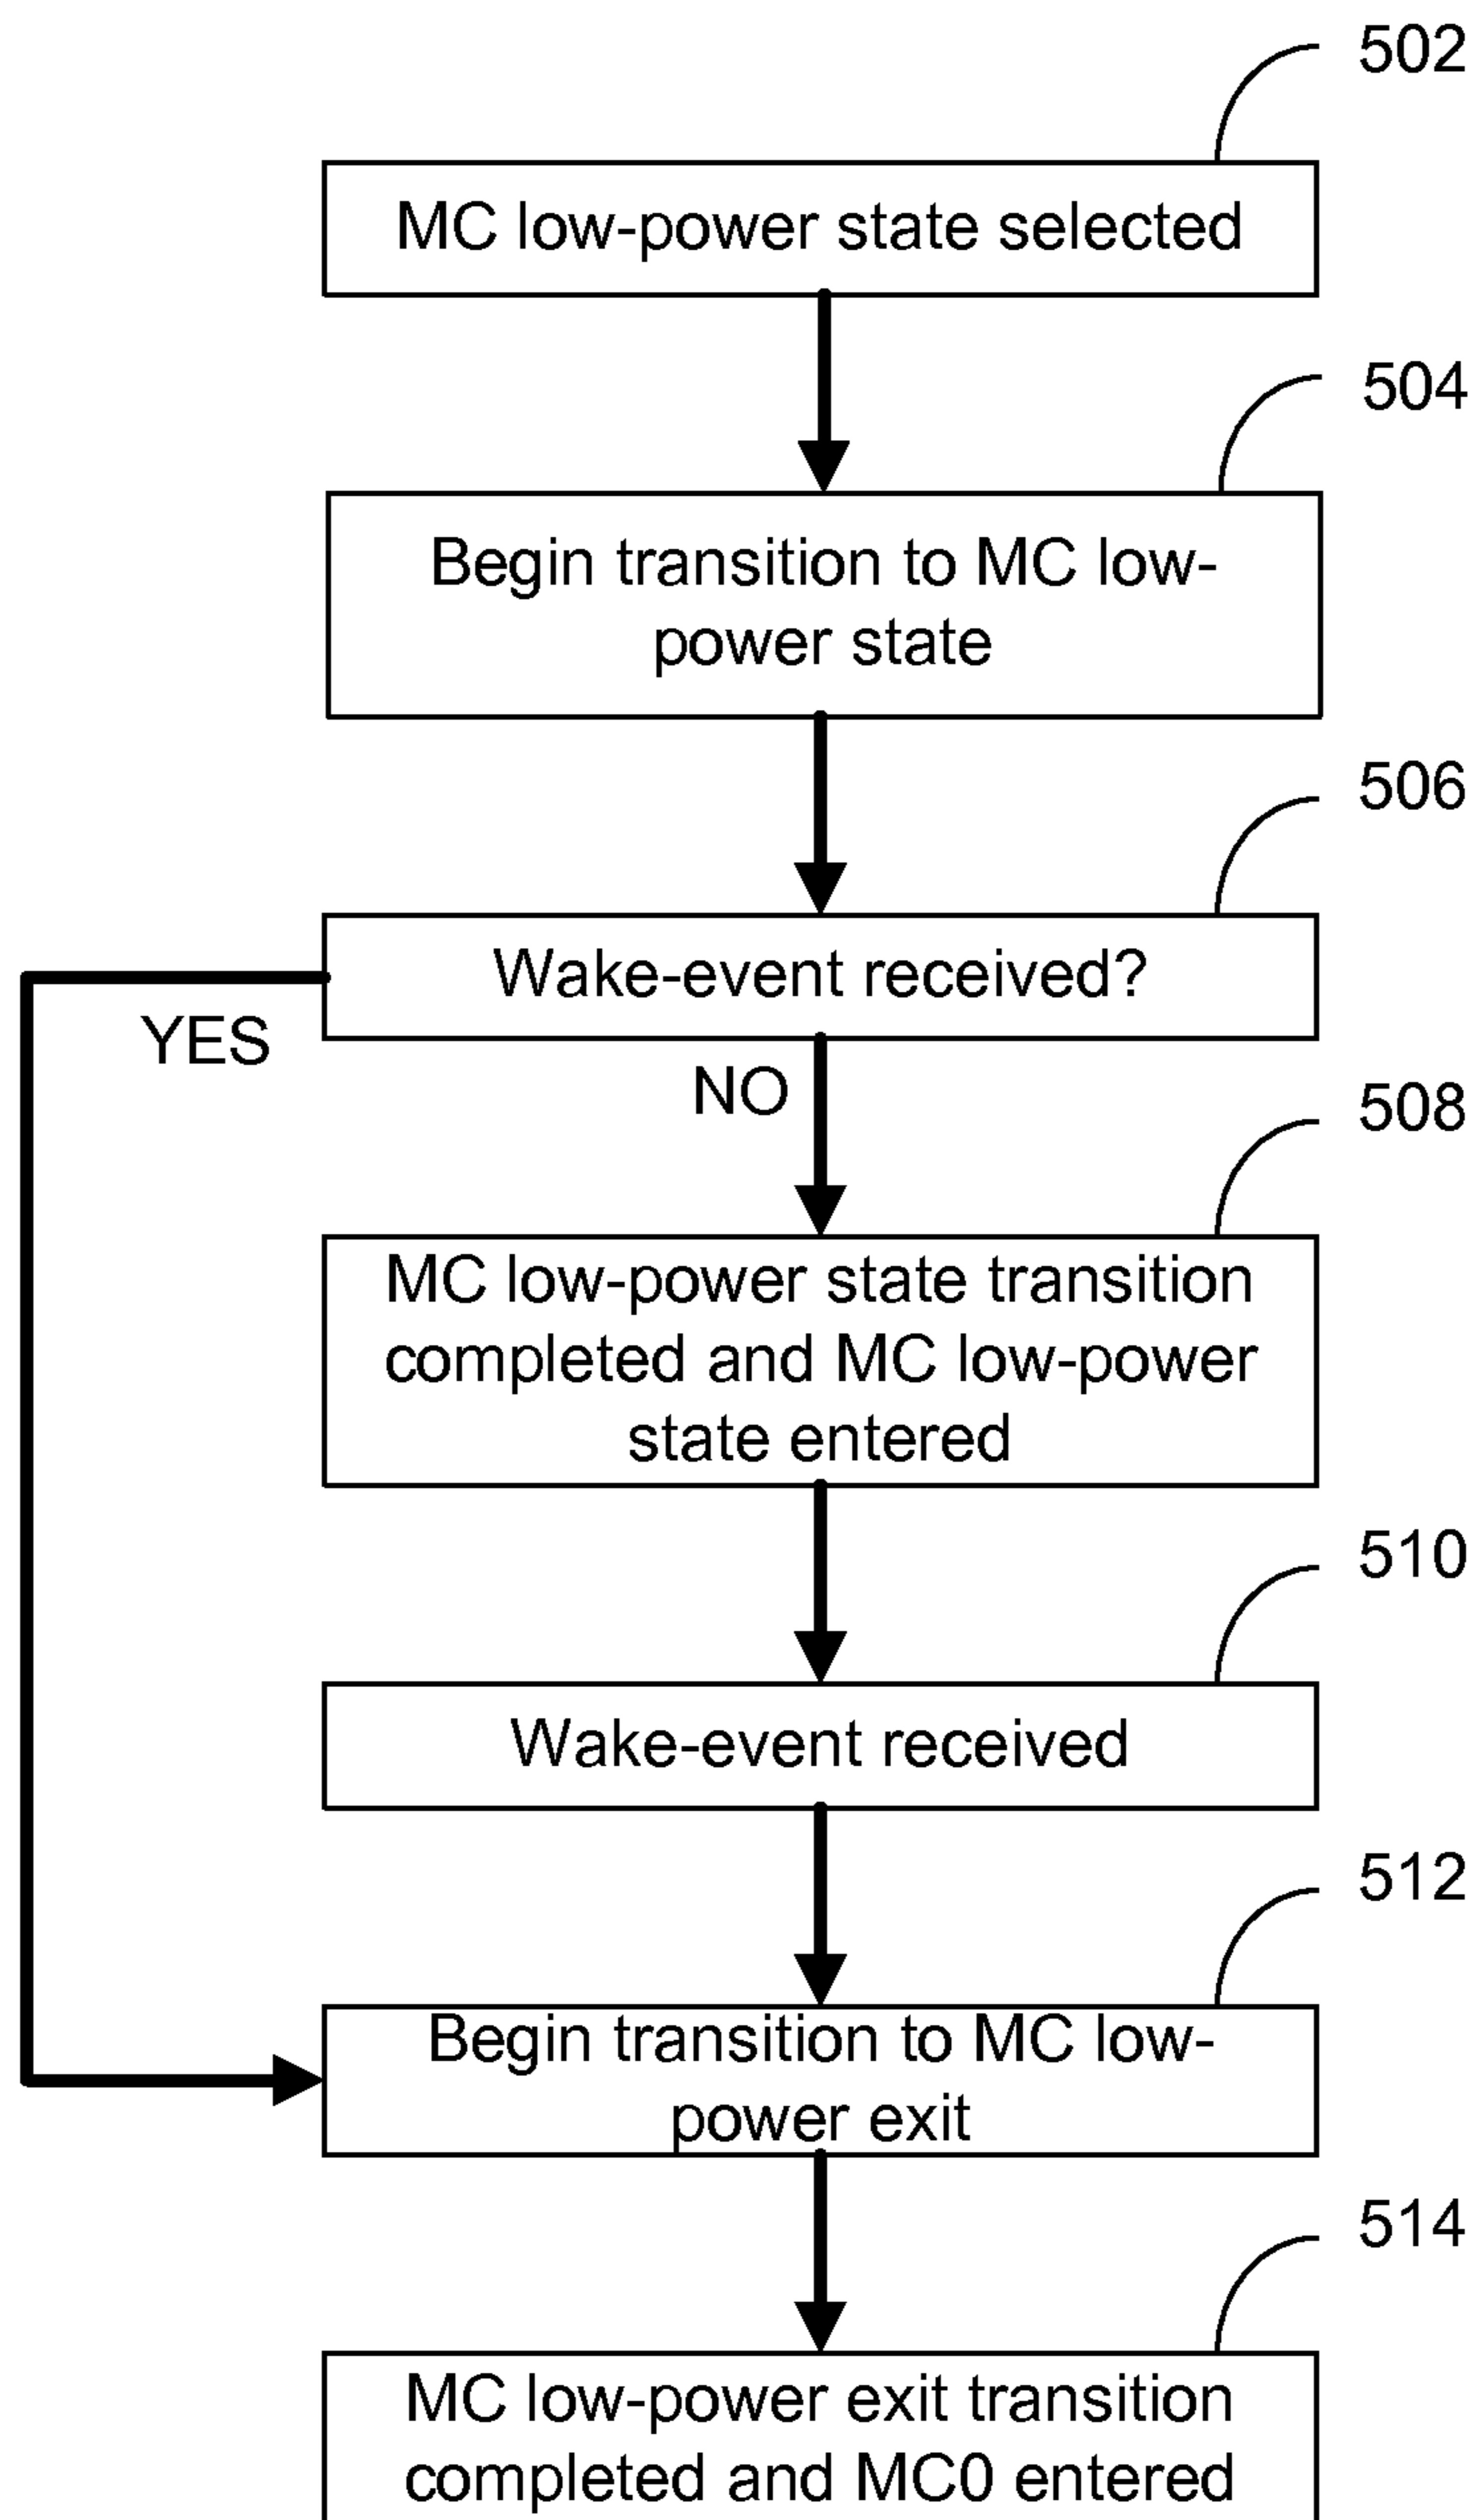 502
MC low-power state selected
504
Begin transition to MC low-
power state
506
Wake-event received?
YES
NO
508
MC low-power state transition
completed and MC low-power
state entered
510
Wake-event received
512
Begin transition to MC low-
power exit
514
MC low-power exit transition
completed and MC0 entered